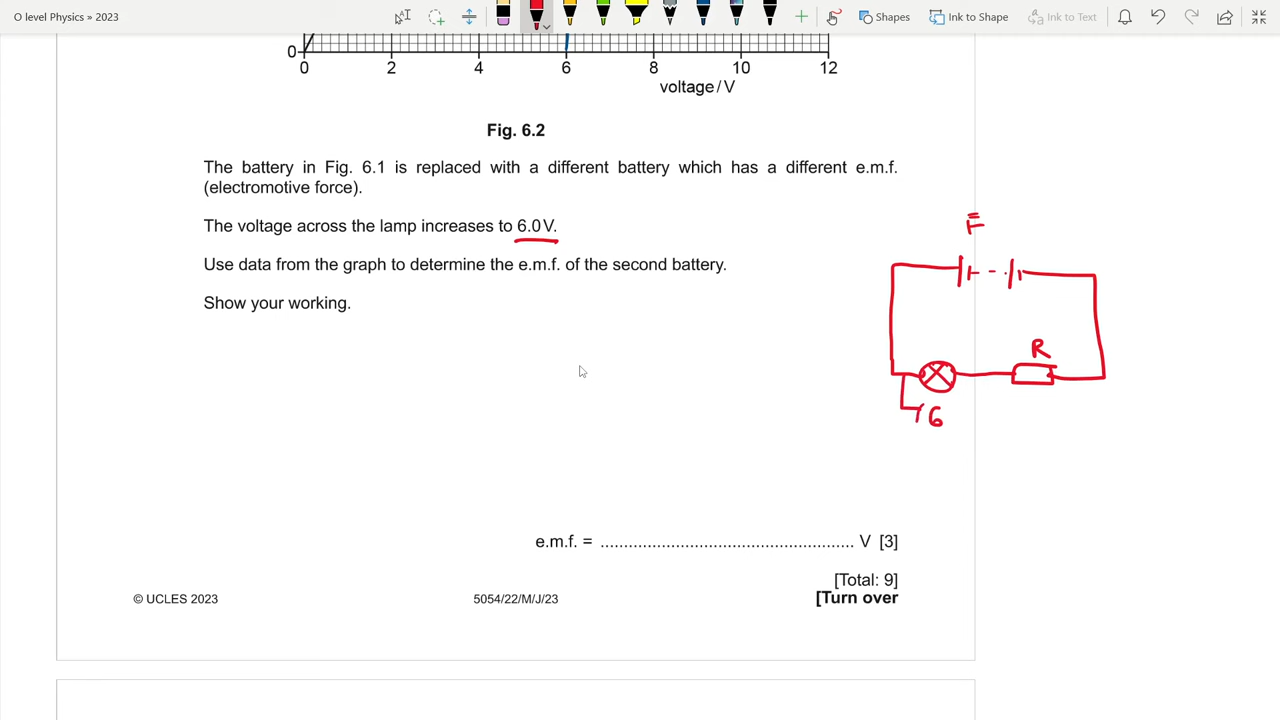 O level Physics » 2023
Shapes
Ink to Shape
Ink to Text
0
0 2 4 6 8 10 12
voltage / V
Fig. 6.2
The battery in Fig. 6.1 is replaced with a different battery which has a different e.m.f.
(electromotive force).
The voltage across the lamp increases to 6.0 V.
Use data from the graph to determine the e.m.f. of the second battery.
Show your working.
E
R
6
e.m.f. = ...................................................... V [3]
[Total: 9]
© UCLES 2023
5054/22/M/J/23
[Turn over